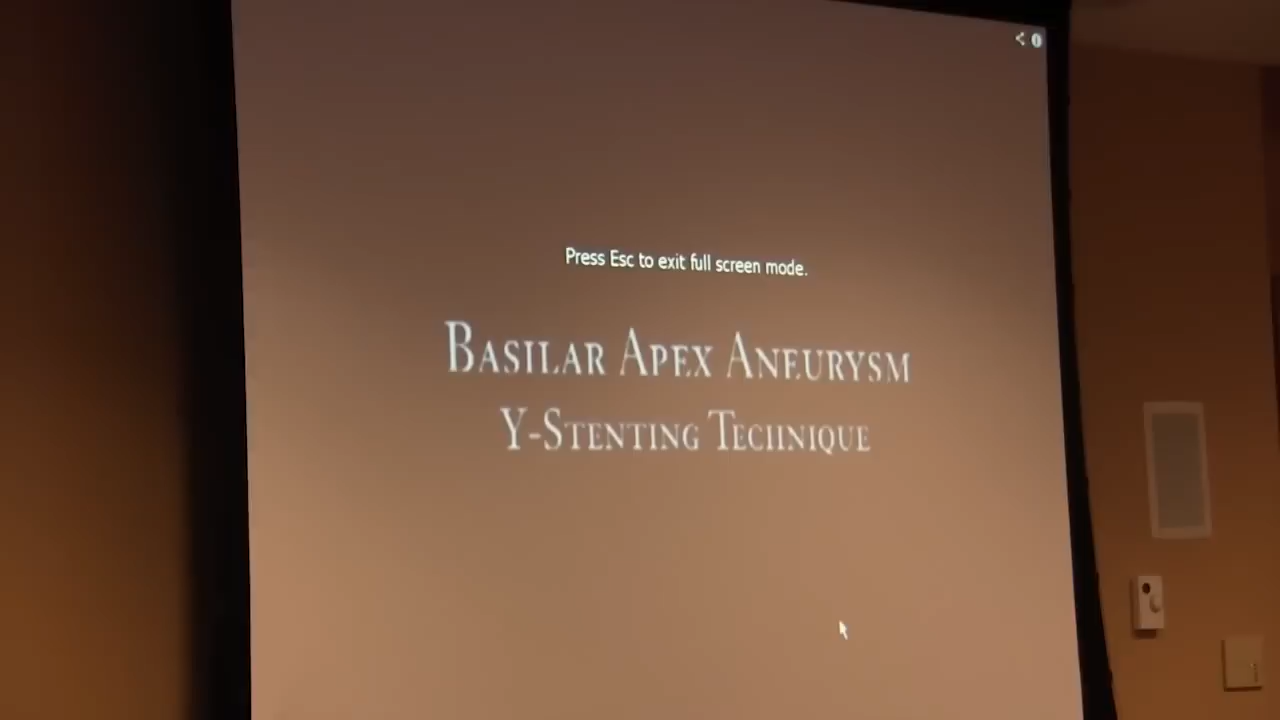 Press Esc to exit full screen mode.
Basilar Apex Aneurysm
Y-Stenting Technique